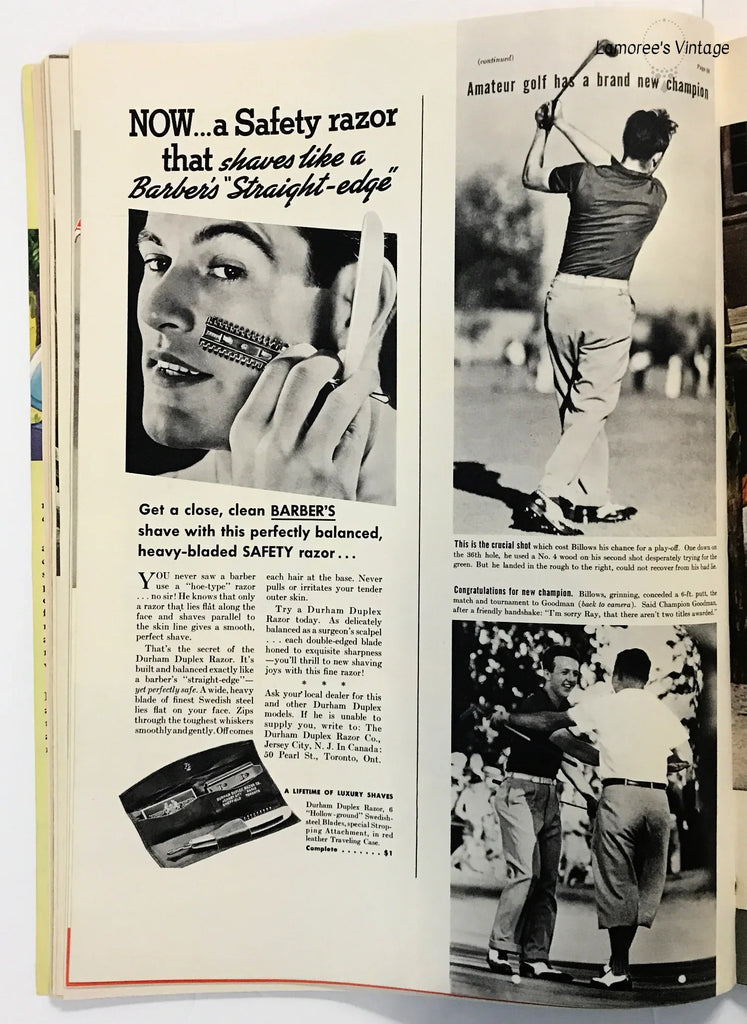 Lamoree's Vintage
NOW...a Safety razor
that shaves like a
Barber's "Straight-edge"
Get a close, clean BARBER'S
shave with this perfectly balanced,
heavy-bladed SAFETY razor...
YOU never saw a barber
use a "hoe-type" razor
...no sir! He knows that only
a razor that lies flat along the
face and shaves parallel to
the skin line gives a smooth,
perfect shave.
That's the secret of the
Durham Duplex Razor. It's
built and balanced exactly like
a barber's "straight-edge"—
yet perfectly safe. A wide, heavy
blade of finest Swedish steel
lies flat on your face. Zips
through the toughest whiskers
smoothly and gently. Off comes
each hair at the base. Never
pulls or irritates your tender
outer skin.
Try a Durham Duplex
Razor today. As delicately
balanced as a surgeon's scalpel
...each double-edged blade
honed to exquisite sharpness
—you'll thrill to new shaving
joys with this fine razor!
* * *
Ask your local dealer for this
and other Durham Duplex
models. If he is unable to
supply you, write to: The
Durham Duplex Razor Co.,
Jersey City, N. J. In Canada:
50 Pearl St., Toronto, Ont.
A LIFETIME OF LUXURY SHAVES
Durham Duplex Razor, 6
"Hollow-ground" Swedish-
steel Blades, special Strop-
ping Attachment, in red
leather Traveling Case.
Complete ....... $1
(continued)
Amateur golf has a brand new champion
This is the crucial shot which cost Billows his chance for a play-off. One down on
the 36th hole, he used a No. 4 wood on his second shot desperately trying for the
green. But he landed in the rough to the right, could not recover from his bad lie.
Congratulations for new champion. Billows, grinning, conceded a 6-ft. putt, the
match and tournament to Goodman (back to camera). Said Champion Goodman,
after a friendly handshake: "I'm sorry Ray, that there aren't two titles awarded."